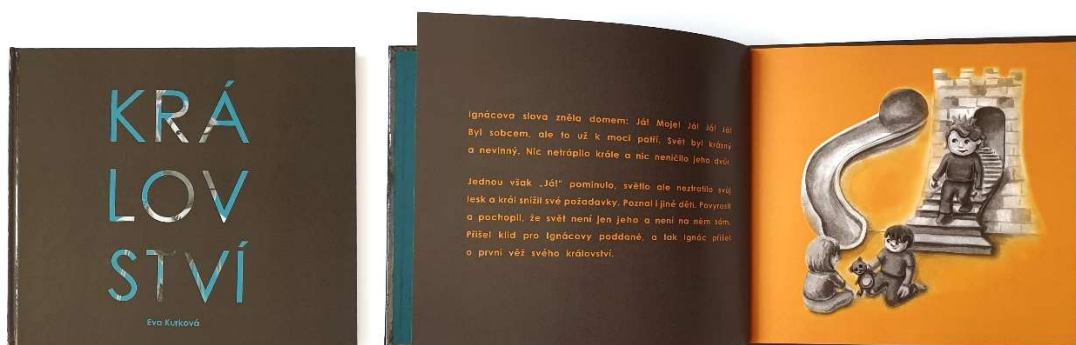 KRÁ
LOV
STVÍ
Eva Kurková
Ignácova slova zněla domem: Já! Moje! Já! Já! Já!
Byl sobcem, ale to už k moci patří. Svět byl krásný
a nevinný. Nic netrápilo krále a nic neničilo jeho dvůr.
Jednou však „Já!“ pominulo, světlo ale neztratilo svůj
lesk a král snížil své požadavky. Poznal i jiné děti. Povyrostl
a pochopil, že svět není jen jeho a není na něm sám.
Přišel klid pro Ignácovy poddané, a tak Ignác přišel
o první věž svého království.